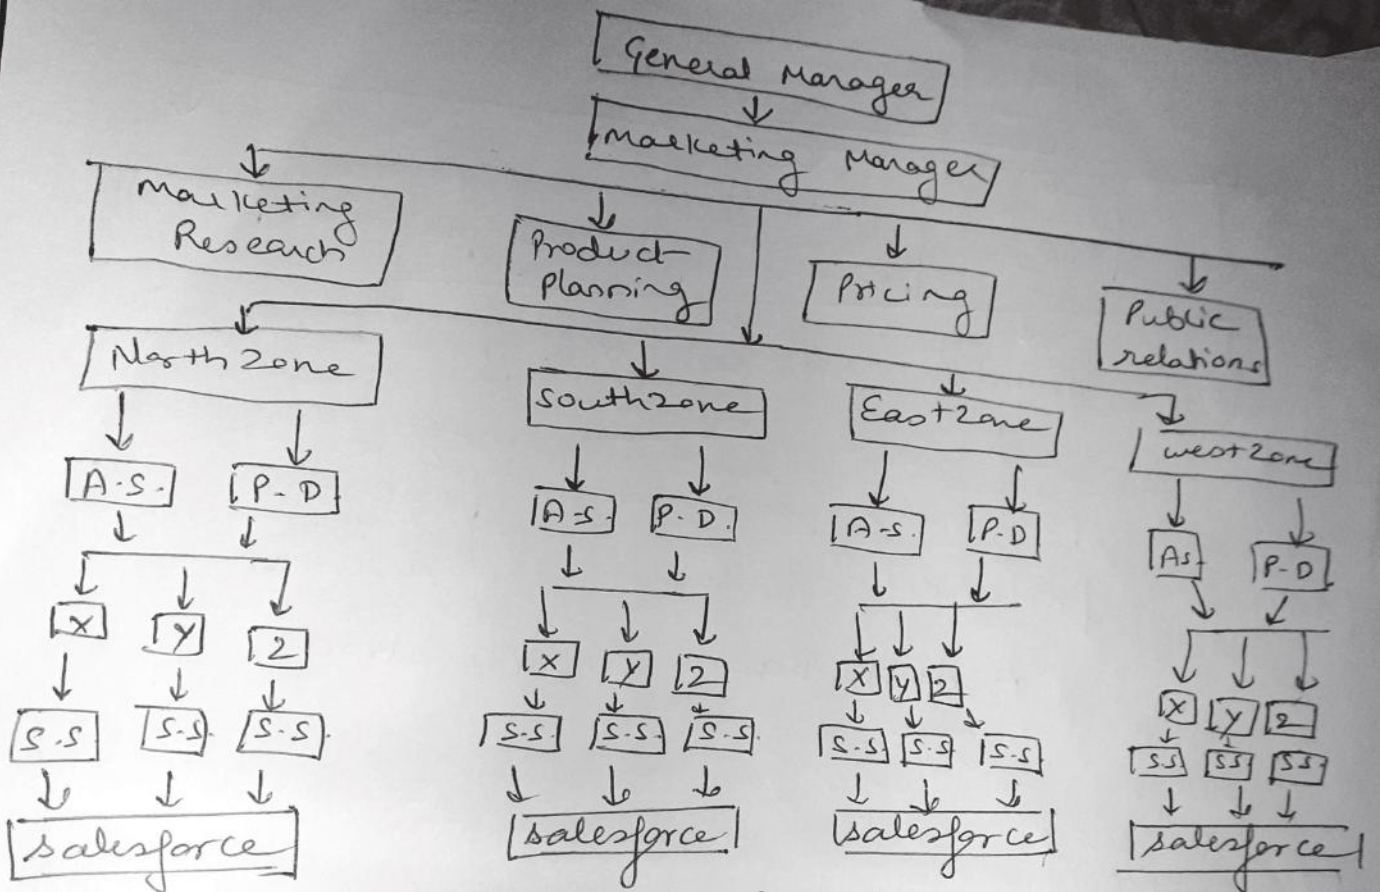 General Manager
Marketing Manager
Marketing
Research
Product
Planning
Pricing
Public
relations
North Zone
South zone
East Zone
west zone
A.S.
P-D
A-S.
P.D.
A-S.
P.D
As
P-D
X
Y
Z
X
Y
Z
X
Y
Z
X
Y
Z
S.S
S.S.
S.S.
S.S.
S.S.
S.S.
S.S
S.S
S.S
SS
SS
SS
salesforce
salesforce
salesforce
salesforce